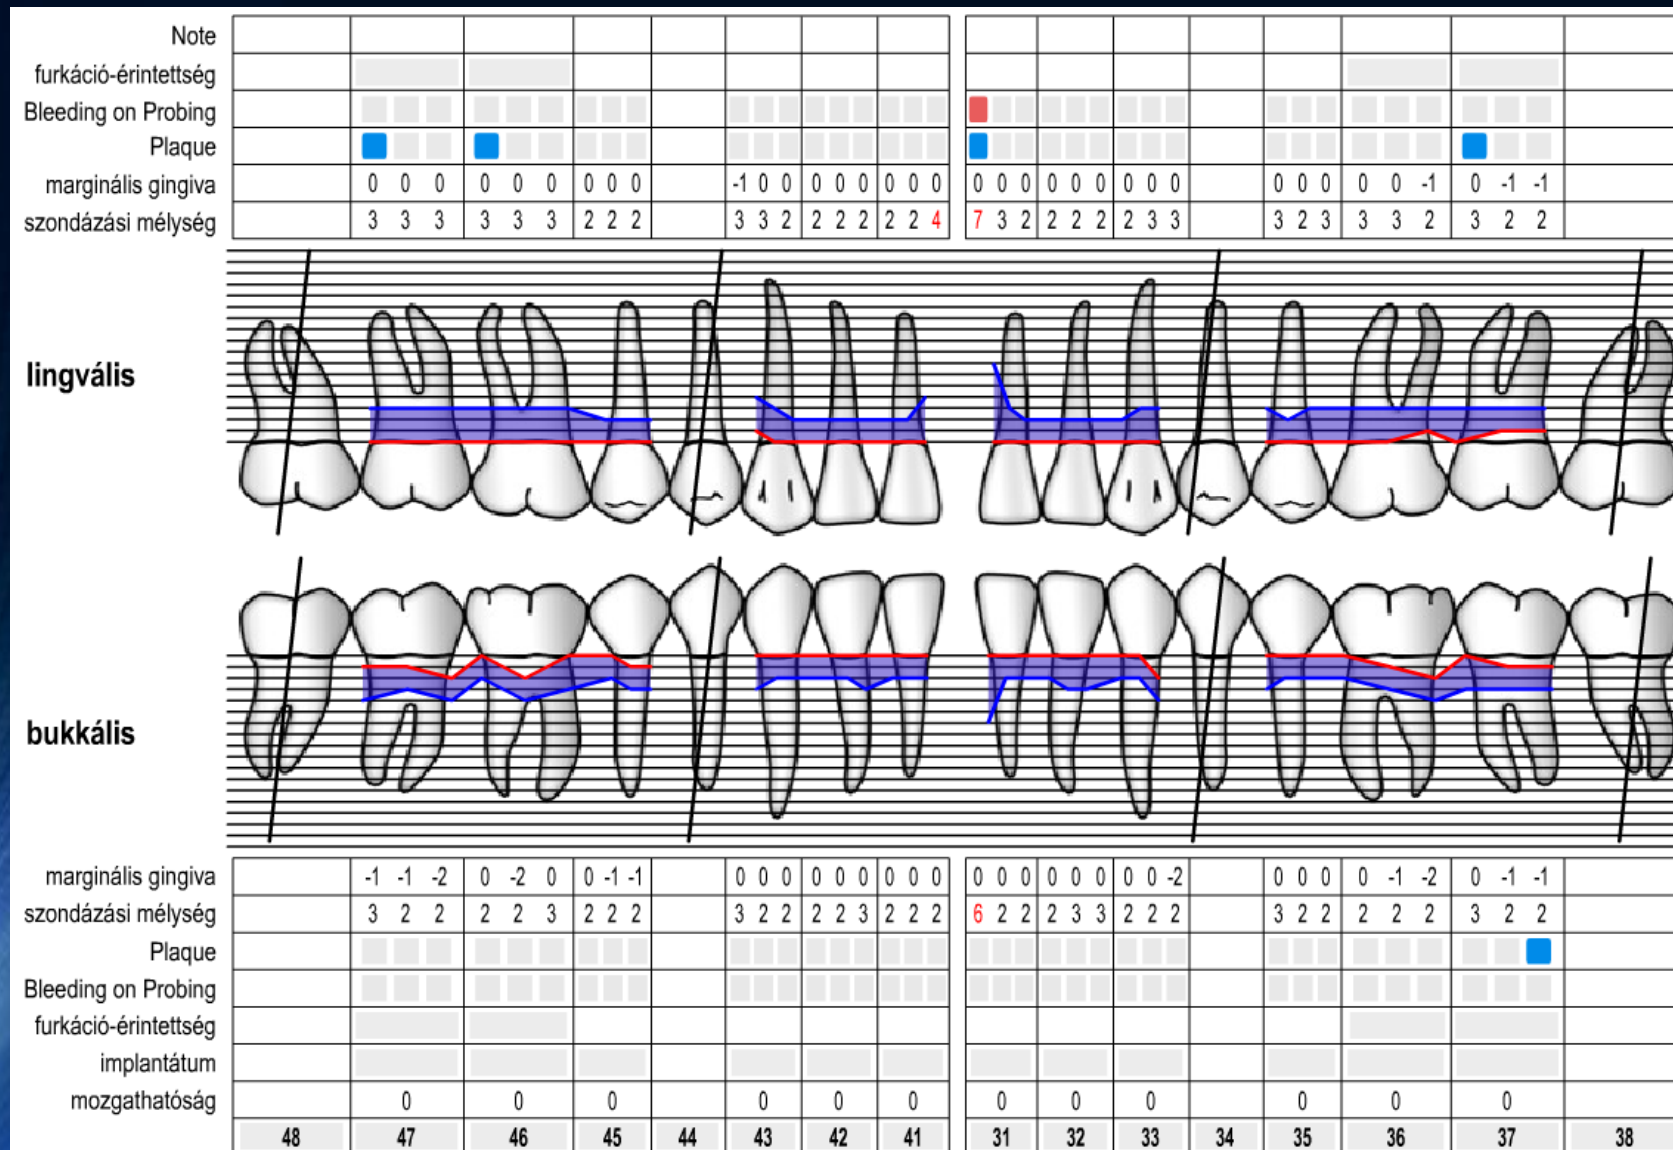 Note
furkáció-érintettség
Bleeding on Probing
Plaque
marginális gingiva 0 0 0 0 0 0 0 0 0 -1 0 0 0 0 0 0 0 0 0 0 0 0 0 0 0 0 0 0 0 0 0 0 -1 0 -1 -1
szondázási mélység 3 3 3 3 3 3 2 2 2 3 3 2 2 2 2 2 2 4 7 3 2 2 2 2 2 3 3 3 2 3 3 3 2 3 2 2
lingvális
bukkális
marginális gingiva -1 -1 -2 0 -2 0 0 -1 -1 0 0 0 0 0 0 0 0 0 0 0 0 0 0 0 0 0 -2 0 0 0 0 -1 -2 0 -1 -1
szondázási mélység 3 2 2 2 2 3 2 2 2 3 2 2 2 2 3 2 2 2 6 2 2 2 3 3 2 2 2 3 2 2 2 2 2 3 2 2
Plaque
Bleeding on Probing
furkáció-érintettség
implantátum
mozgathatóság 0 0 0 0 0 0 0 0 0 0 0 0
48 47 46 45 44 43 42 41 31 32 33 34 35 36 37 38